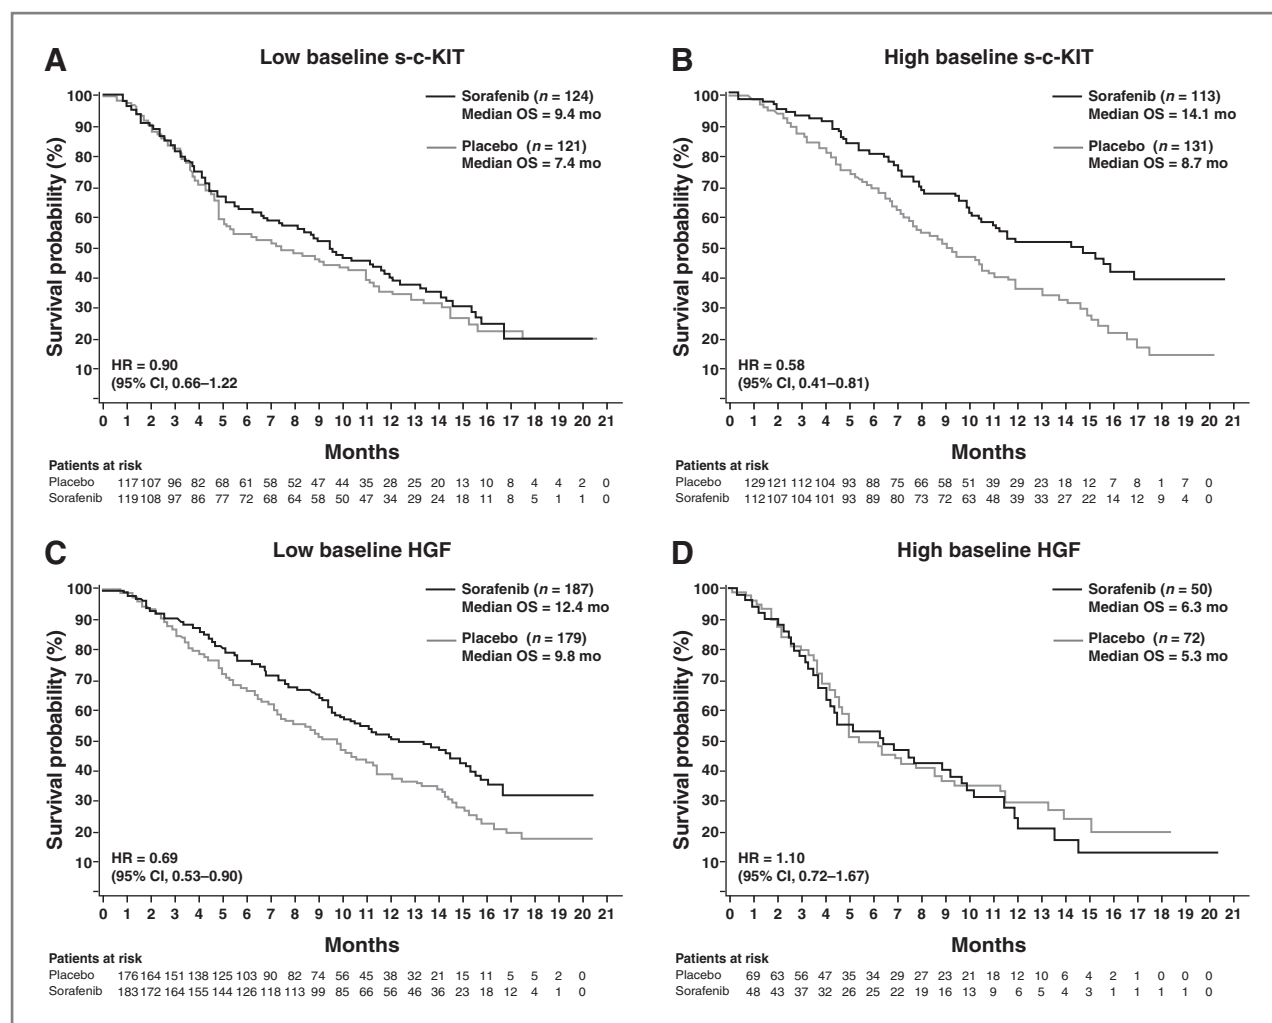 A
Low baseline s-c-KIT
Survival probability (%)
100
90
80
70
60
50
40
30
20
10
Sorafenib (n = 124)
Median OS = 9.4 mo
Placebo (n = 121)
Median OS = 7.4 mo
HR = 0.90
(95% CI, 0.66–1.22
0 1 2 3 4 5 6 7 8 9 10 11 12 13 14 15 16 17 18 19 20 21
Months
Patients at risk
Placebo 117 107 96 82 68 61 58 52 47 44 35 28 25 20 13 10 8 4 4 2 0
Sorafenib 119 108 97 86 77 72 68 64 58 50 47 34 29 24 18 11 8 5 1 1 0
B
High baseline s-c-KIT
Survival probability (%)
100
90
80
70
60
50
40
30
20
10
Sorafenib (n = 113)
Median OS = 14.1 mo
Placebo (n = 131)
Median OS = 8.7 mo
HR = 0.58
(95% CI, 0.41–0.81)
0 1 2 3 4 5 6 7 8 9 10 11 12 13 14 15 16 17 18 19 20 21
Months
Patients at risk
Placebo 129 121 112 104 93 88 75 66 58 51 39 29 23 18 12 7 8 1 7 0
Sorafenib 112 107 104 101 93 89 80 73 72 63 48 39 33 27 22 14 12 9 4 0
C
Low baseline HGF
Survival probability (%)
100
90
80
70
60
50
40
30
20
10
Sorafenib (n = 187)
Median OS = 12.4 mo
Placebo (n = 179)
Median OS = 9.8 mo
HR = 0.69
(95% CI, 0.53–0.90)
0 1 2 3 4 5 6 7 8 9 10 11 12 13 14 15 16 17 18 19 20 21
Months
Patients at risk
Placebo 176 164 151 138 125 103 90 82 74 56 45 38 32 21 15 11 5 5 2 0
Sorafenib 183 172 164 155 144 126 118 113 99 85 66 56 46 36 23 18 12 4 1 0
D
High baseline HGF
Survival probability (%)
100
90
80
70
60
50
40
30
20
10
Sorafenib (n = 50)
Median OS = 6.3 mo
Placebo (n = 72)
Median OS = 5.3 mo
HR = 1.10
(95% CI, 0.72–1.67)
0 1 2 3 4 5 6 7 8 9 10 11 12 13 14 15 16 17 18 19 20 21
Months
Patients at risk
Placebo 69 63 56 47 35 34 29 27 23 21 18 12 10 6 4 2 1 0 0 0
Sorafenib 48 43 37 32 26 25 22 19 16 13 9 6 5 4 3 1 1 1 1 0